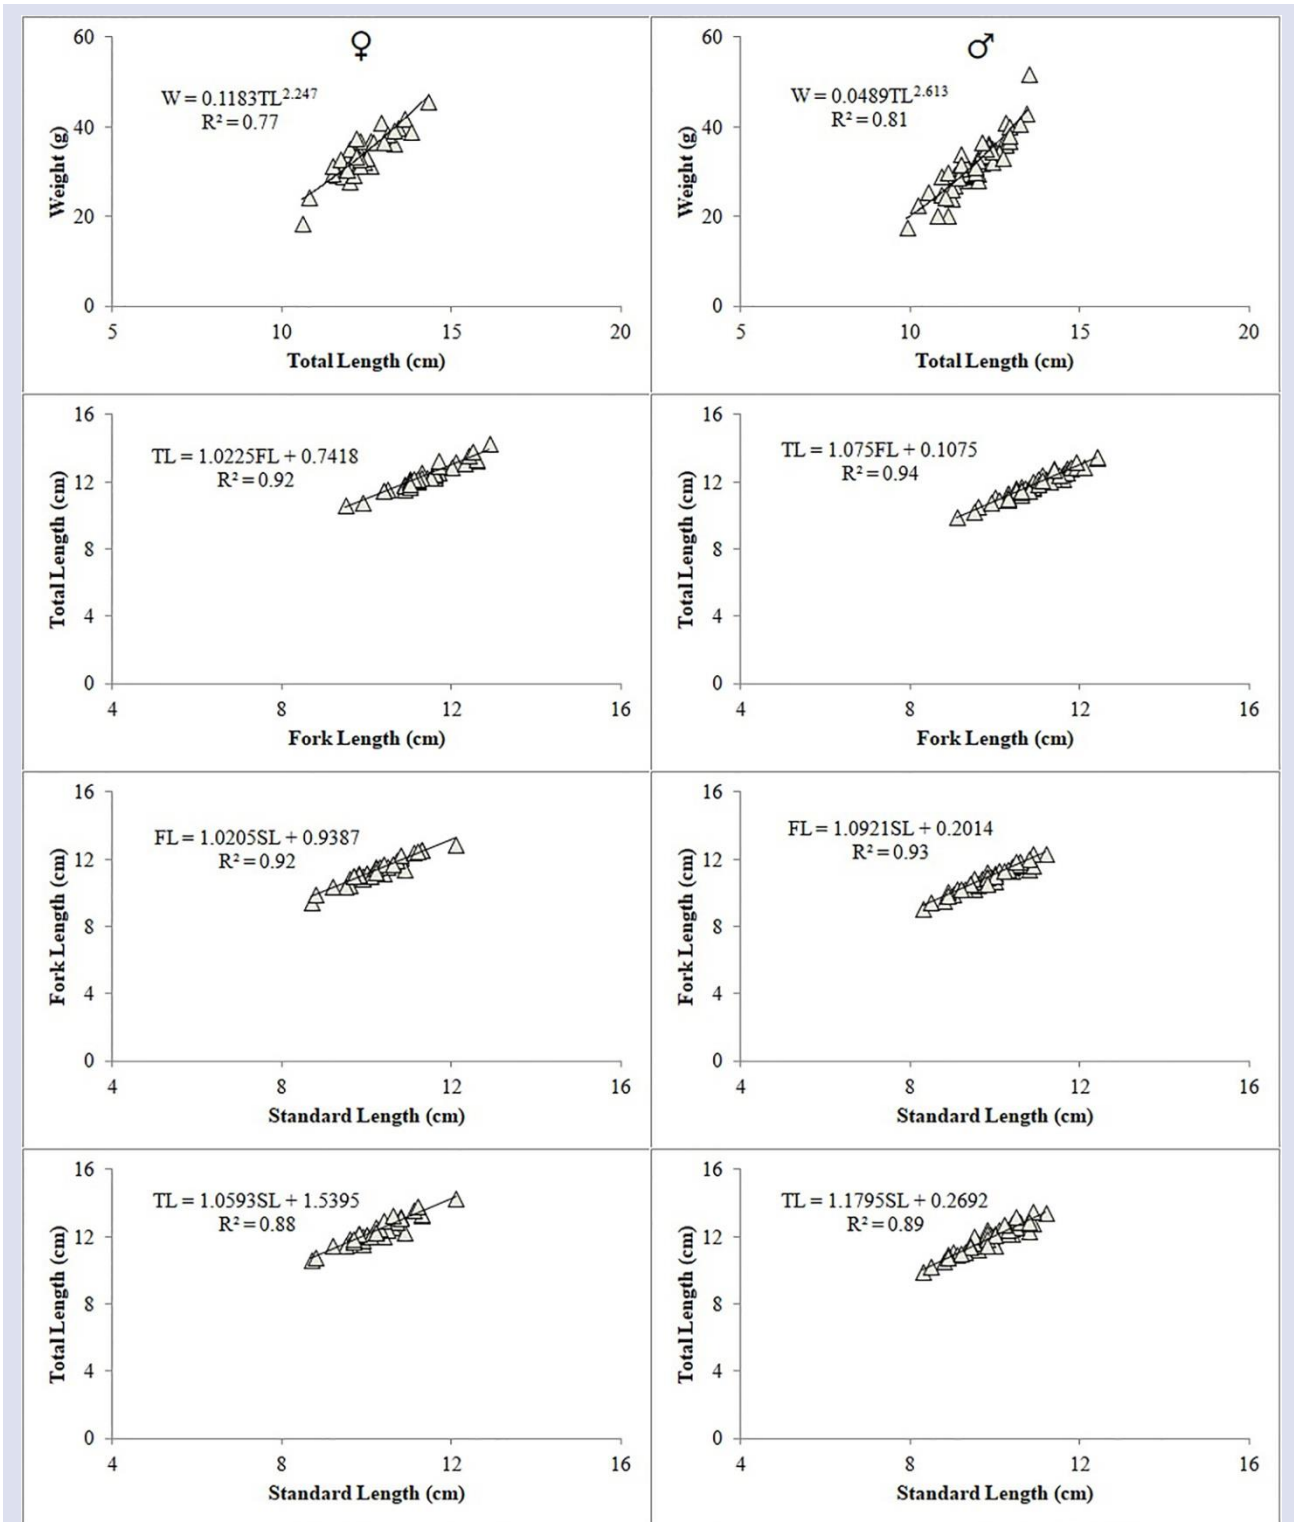 ♀
W = 0.1183TL^2.247
R² = 0.77
60
40
20
0
Weight (g)
5 10 15 20
Total Length (cm)
♂
W = 0.0489TL^2.613
R² = 0.81
60
40
20
0
Weight (g)
5 10 15 20
Total Length (cm)
TL = 1.0225FL + 0.7418
R² = 0.92
16
12
8
4
0
Total Length (cm)
4 8 12 16
Fork Length (cm)
TL = 1.075FL + 0.1075
R² = 0.94
16
12
8
4
0
Total Length (cm)
4 8 12 16
Fork Length (cm)
FL = 1.0205SL + 0.9387
R² = 0.92
16
12
8
4
0
Fork Length (cm)
4 8 12 16
Standard Length (cm)
FL = 1.0921SL + 0.2014
R² = 0.93
16
12
8
4
0
Fork Length (cm)
4 8 12 16
Standard Length (cm)
TL = 1.0593SL + 1.5395
R² = 0.88
16
12
8
4
0
Total Length (cm)
4 8 12 16
Standard Length (cm)
TL = 1.1795SL + 0.2692
R² = 0.89
16
12
8
4
0
Total Length (cm)
4 8 12 16
Standard Length (cm)